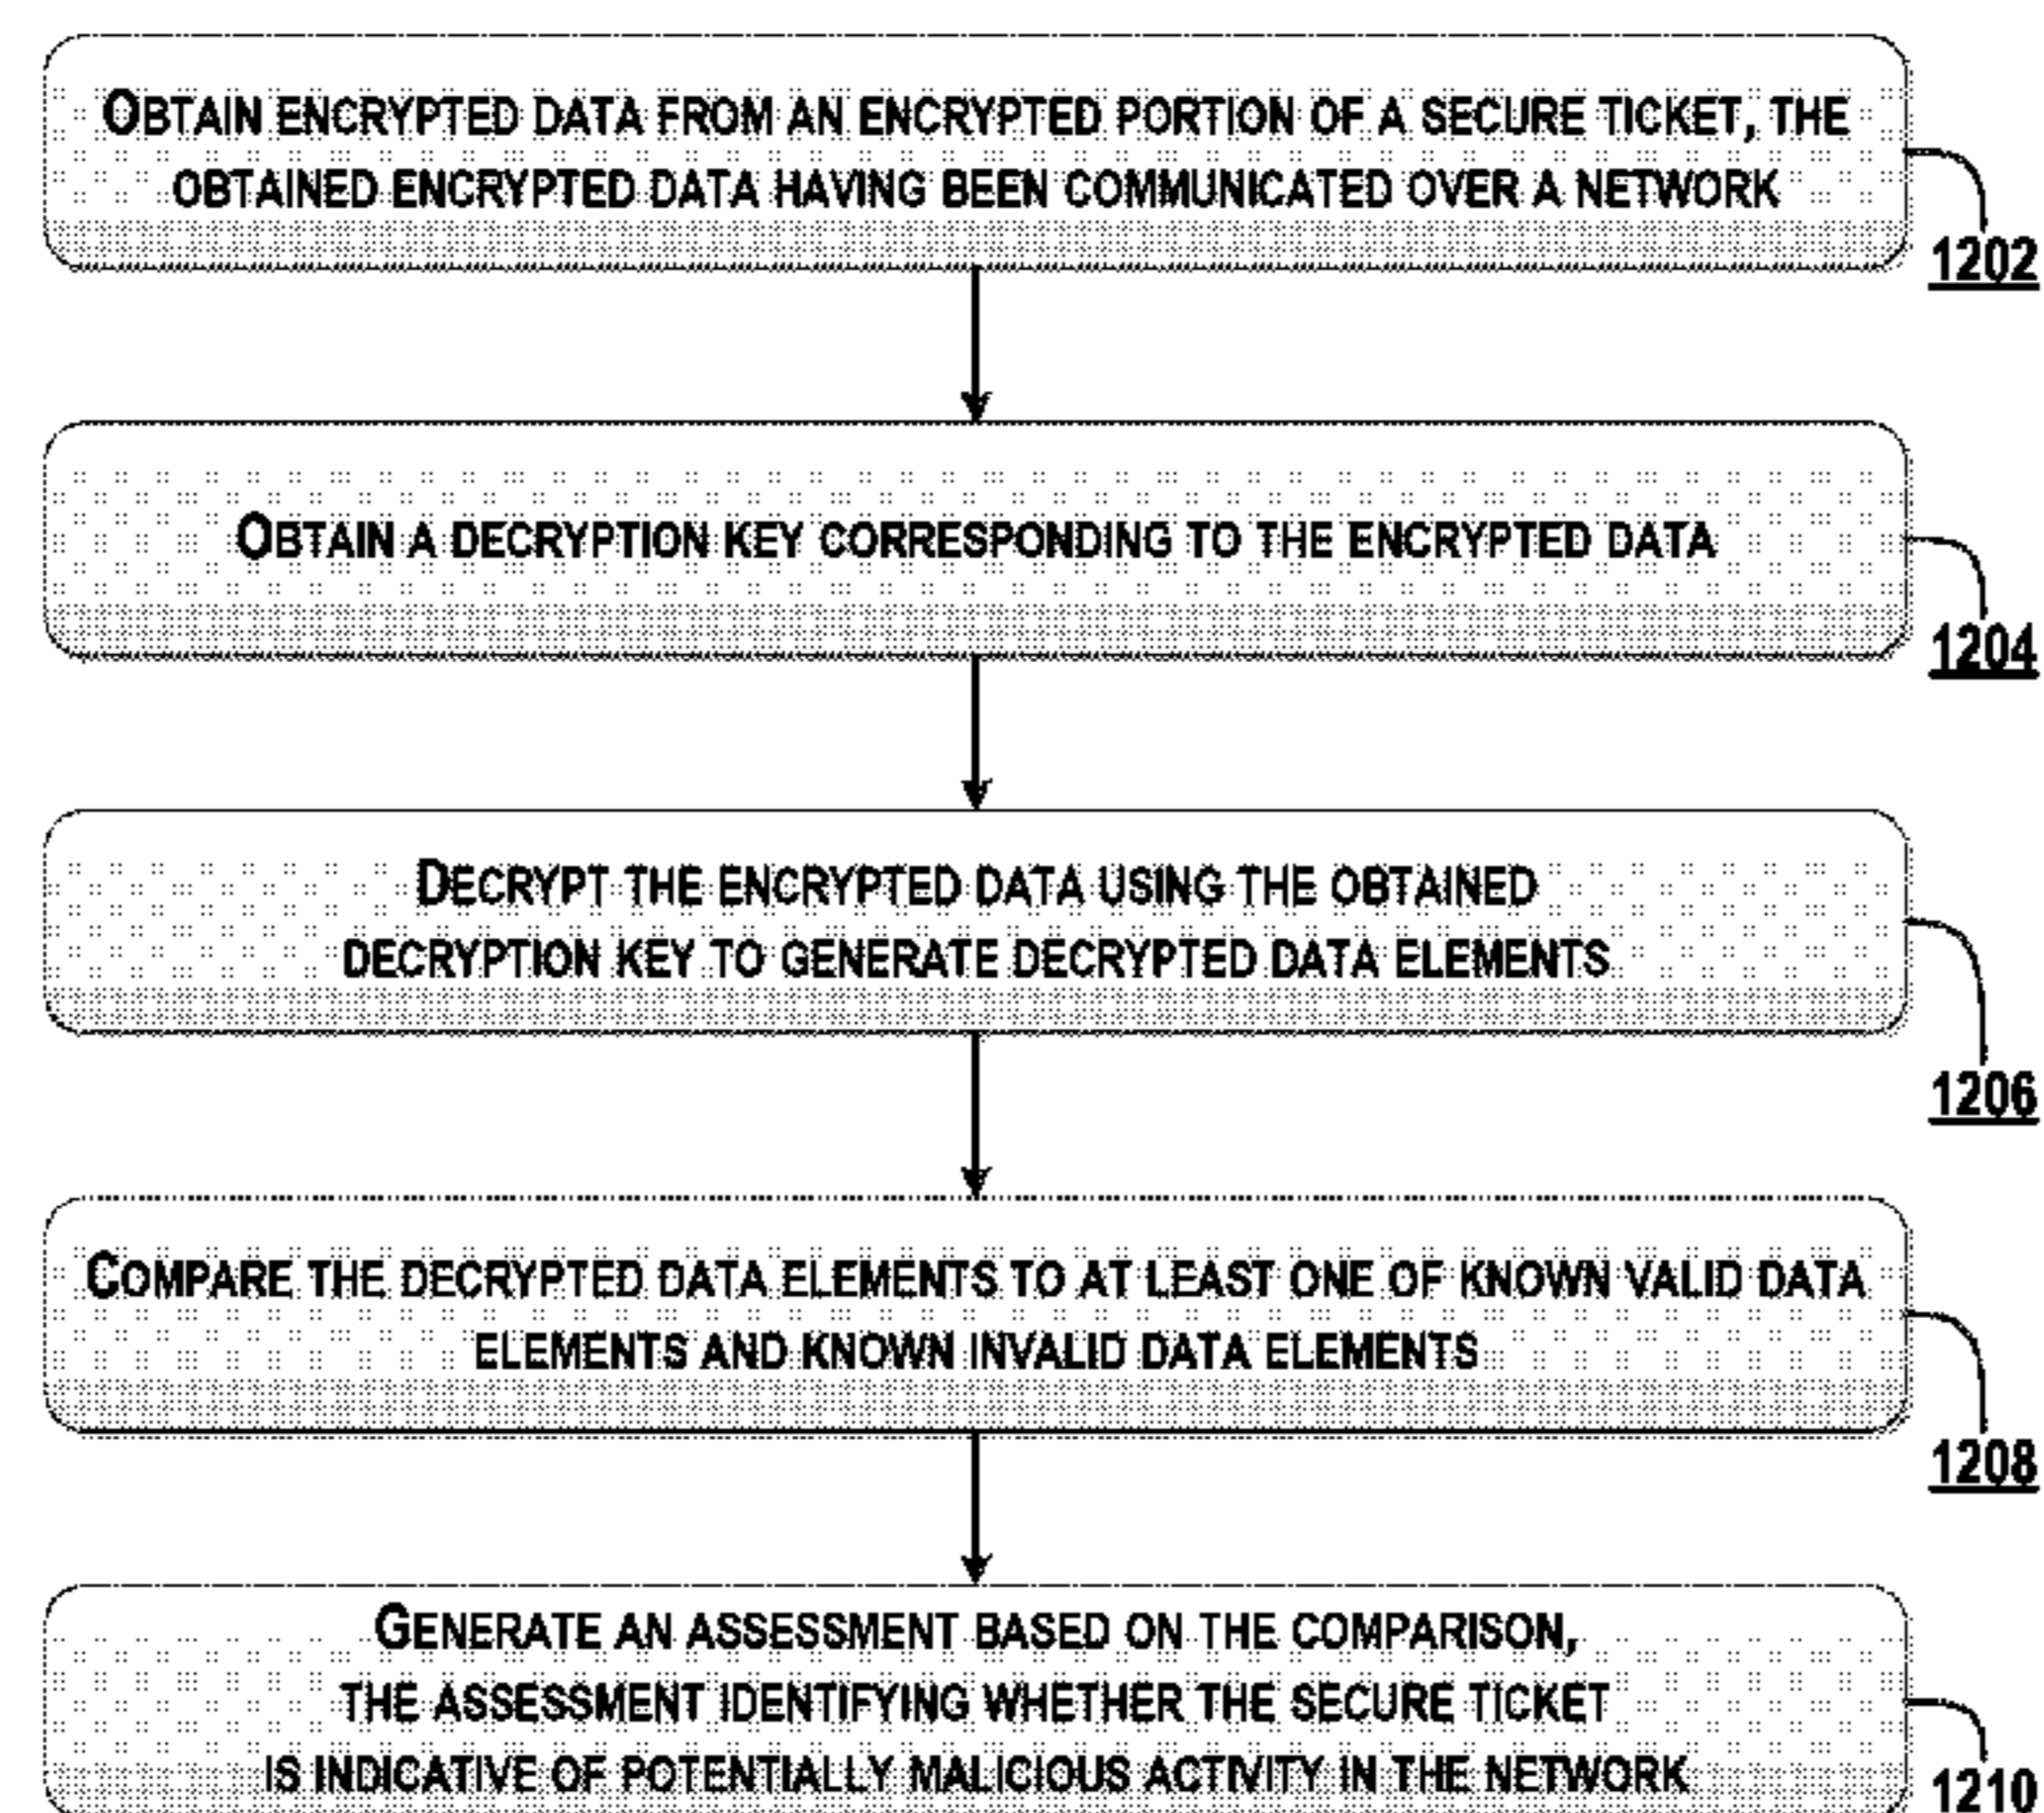 OBTAIN ENCRYPTED DATA FROM AN ENCRYPTED PORTION OF A SECURE TICKET, THE
OBTAINED ENCRYPTED DATA HAVING BEEN COMMUNICATED OVER A NETWORK
1202
OBTAIN A DECRYPTION KEY CORRESPONDING TO THE ENCRYPTED DATA
1204
DECRYPT THE ENCRYPTED DATA USING THE OBTAINED
DECRYPTION KEY TO GENERATE DECRYPTED DATA ELEMENTS
1206
COMPARE THE DECRYPTED DATA ELEMENTS TO AT LEAST ONE OF KNOWN VALID DATA
ELEMENTS AND KNOWN INVALID DATA ELEMENTS
1208
GENERATE AN ASSESSMENT BASED ON THE COMPARISON,
THE ASSESSMENT IDENTIFYING WHETHER THE SECURE TICKET
IS INDICATIVE OF POTENTIALLY MALICIOUS ACTIVITY IN THE NETWORK
1210